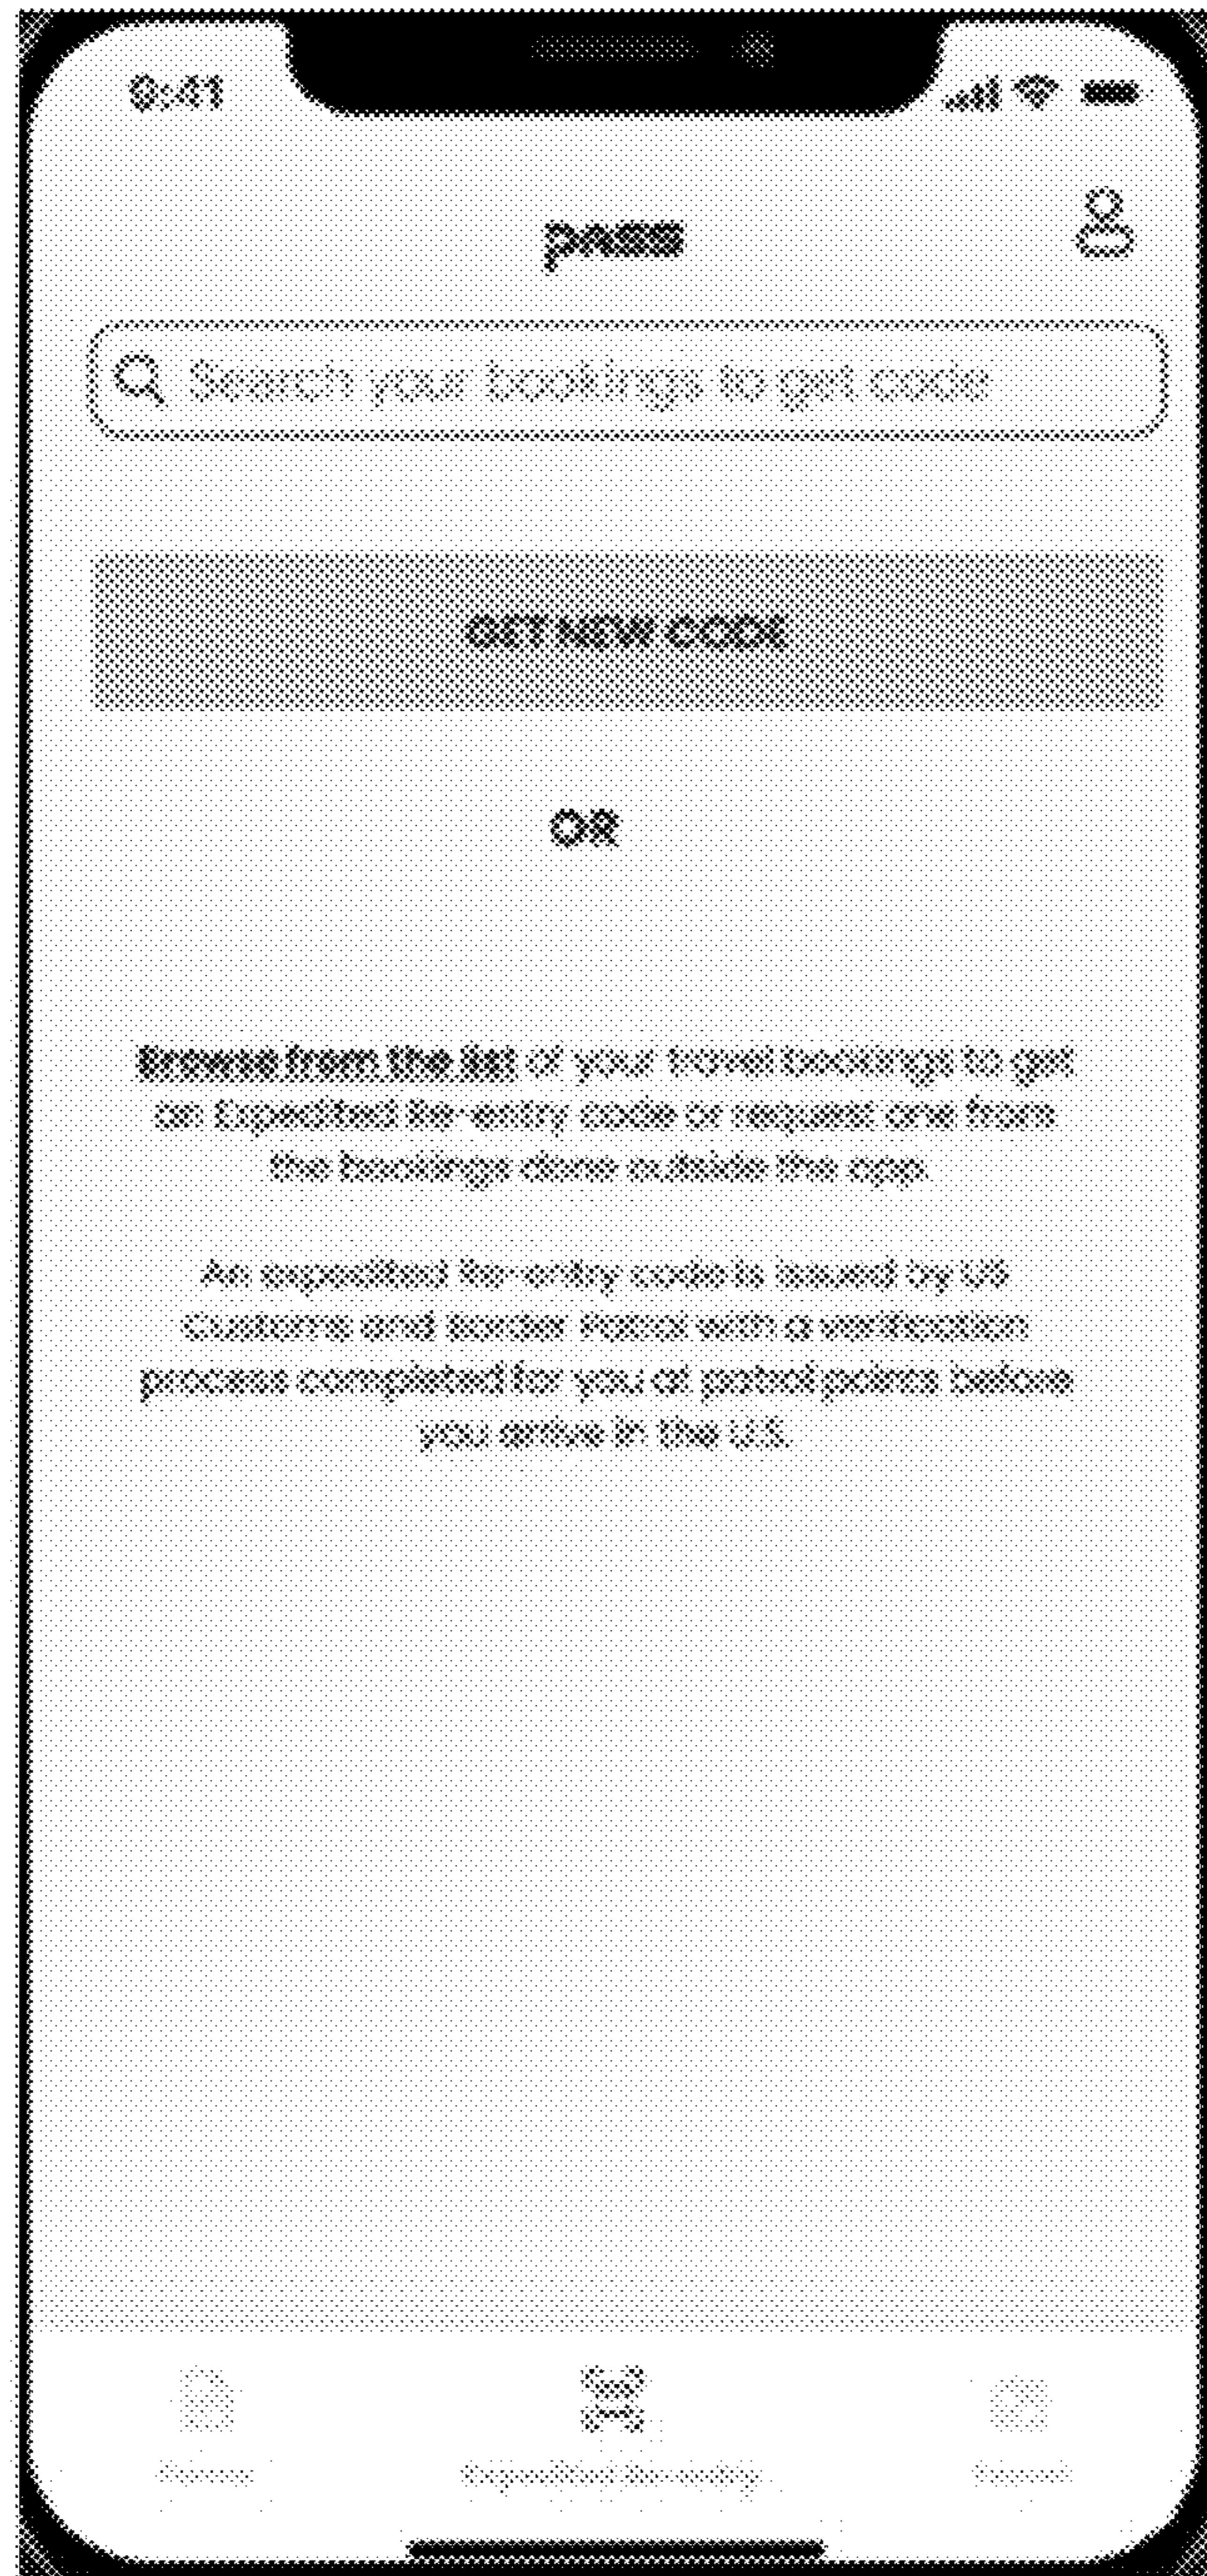 9:41
pass
Search your bookings to get code
GET NEW CODE
OR
Browse from the list of your travel bookings to get
an Expedited Re-entry code or request one from
the bookings done outside the app.
An expedited Re-entry code is issued by US
Customs and Border Patrol with a verification
process completed for you at patrol points before
you arrive in the U.S.
Expedited Re-entry